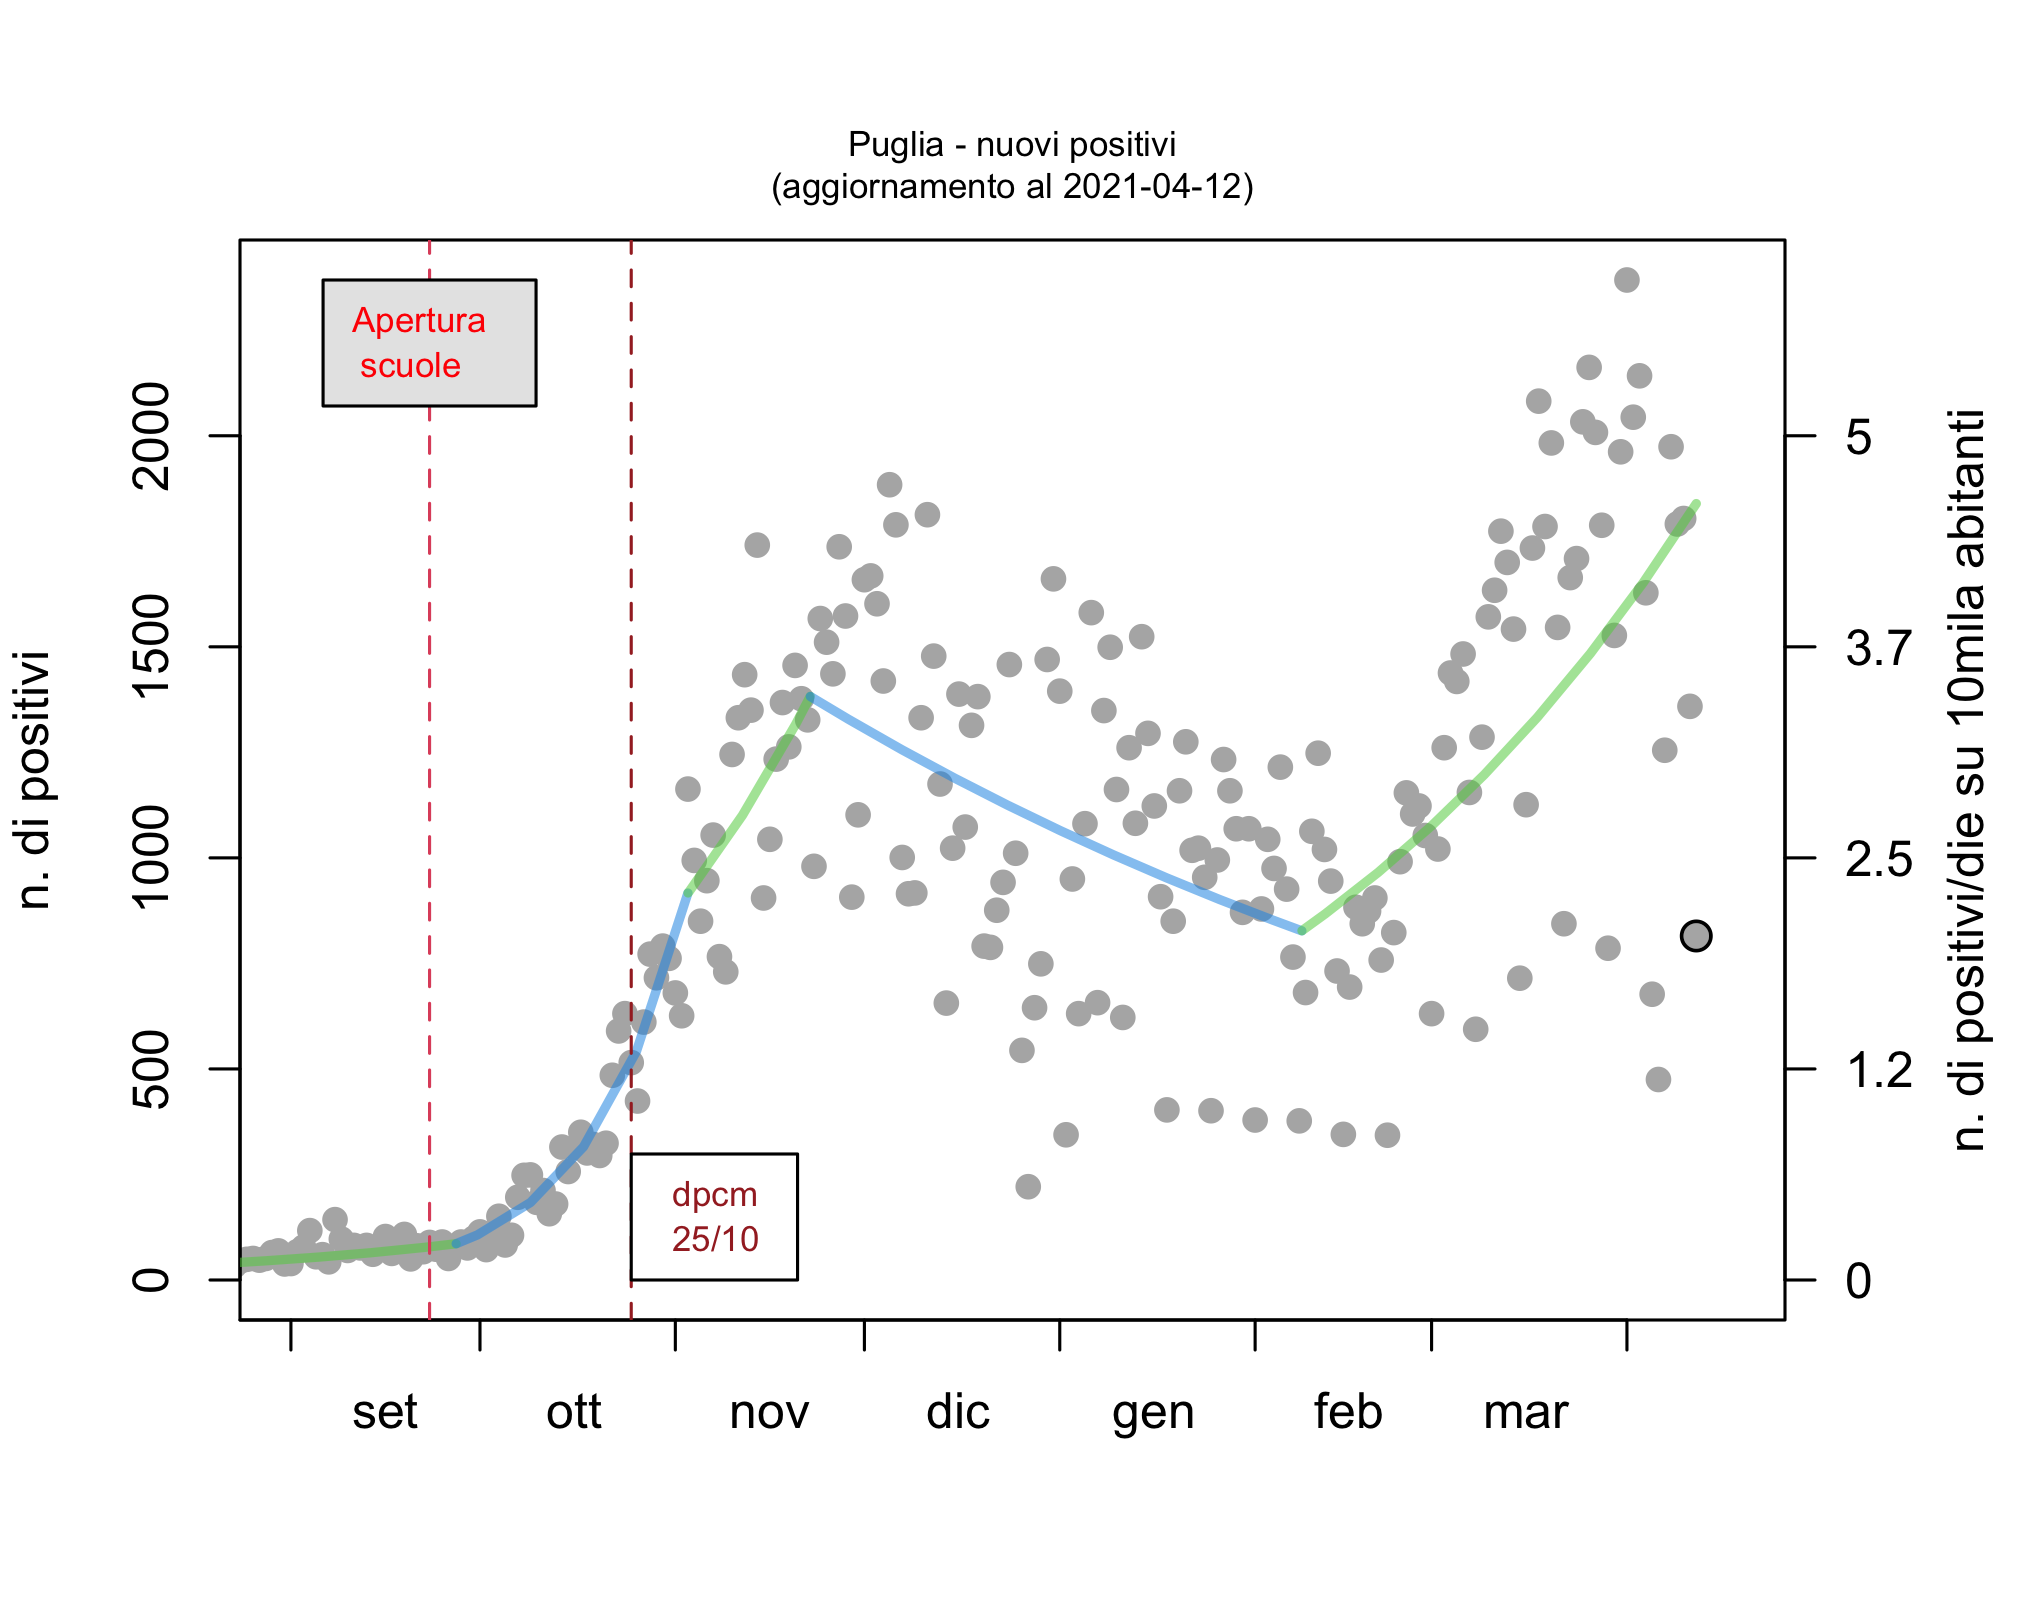 Puglia - nuovi positivi
(aggiornamento al 2021-04-12)
Apertura
scuole
dpcm
25/10
n. di positivi
0
500
1000
1500
2000
n. di positivi/die su 10mila abitanti
0
1.2
2.5
3.7
5
set ott nov dic gen feb mar